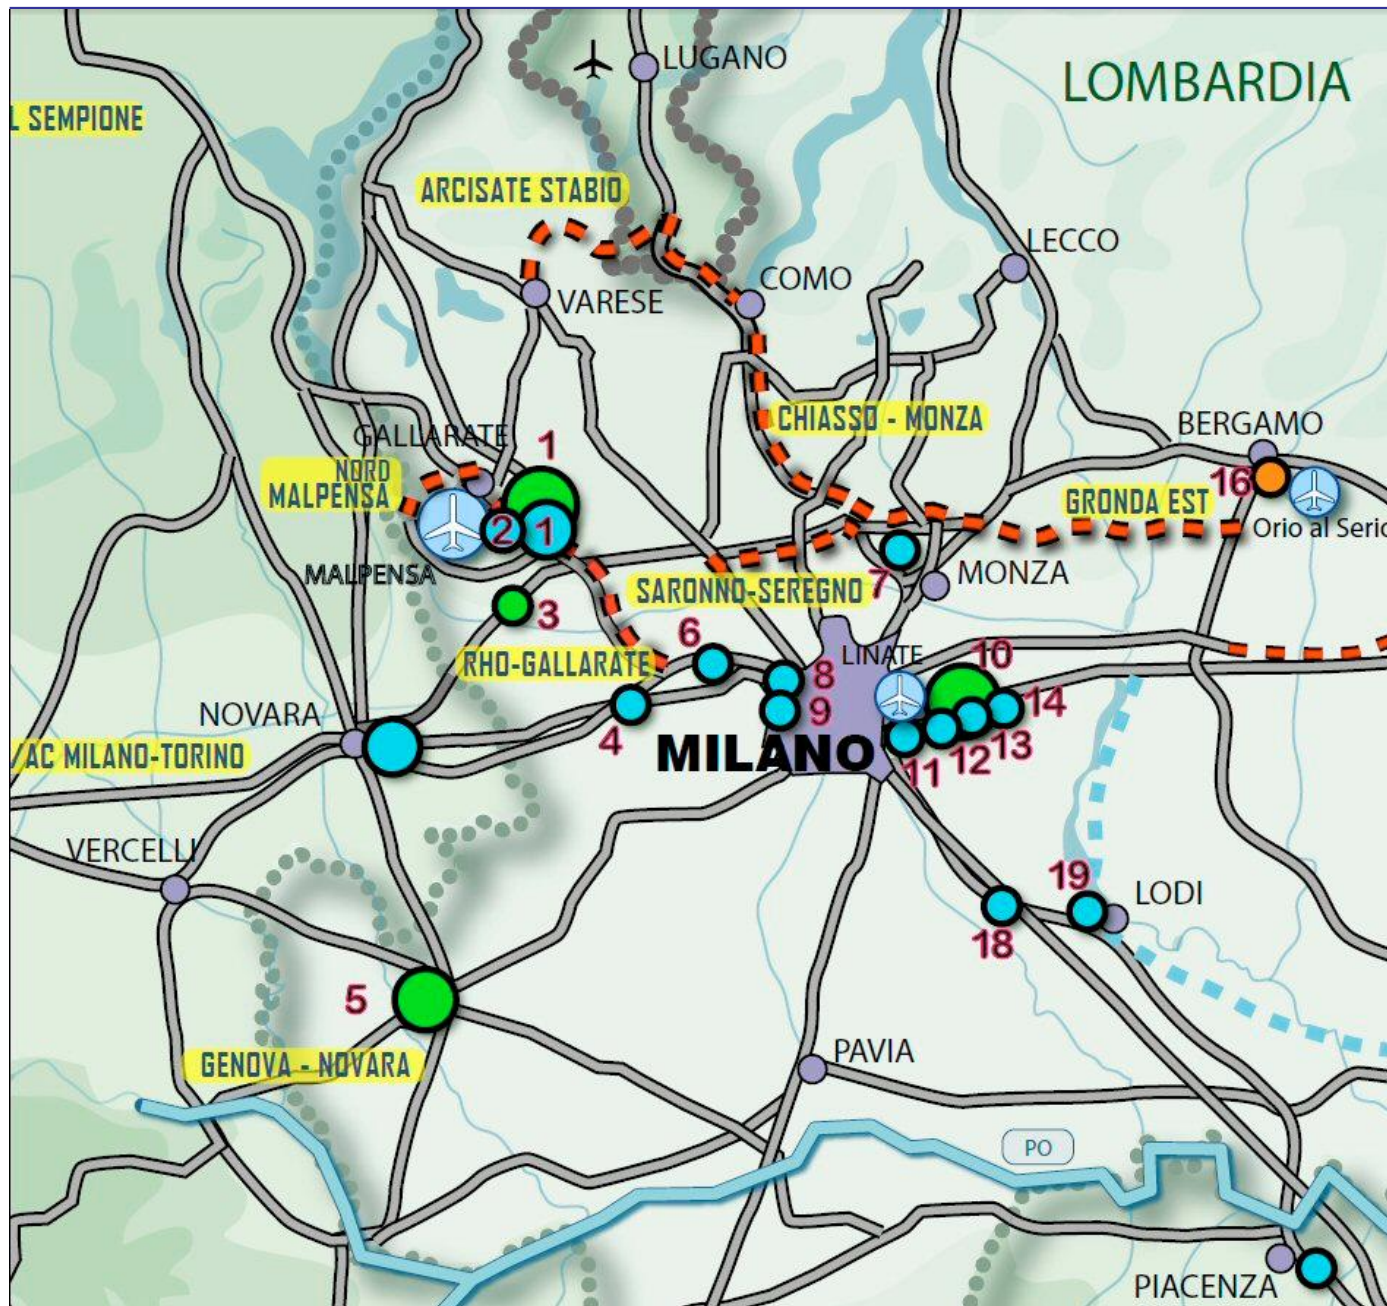 LUGANO
LOMBARDIA
L SEMPIONE
ARCISATE STABIO
LECCO
COMO
VARESE
CHIASSO - MONZA
BERGAMO
GALLARATE
1
NORD
MALPENSA
16
GRONDA EST
Orio al Serio
2
1
MALPENSA
7
MONZA
SARONNO-SEREGNO
3
6
LINATE
RHO-GALLARATE
10
8
NOVARA
9
14
4
13
/AC MILANO-TORINO
MILANO
12
11
VERCELLI
19
LODI
18
5
GENOVA - NOVARA
PAVIA
PO
PIACENZA